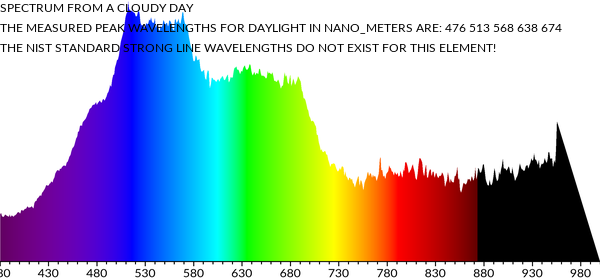 SPECTRUM FROM A CLOUDY DAY
THE MEASURED PEAK WAVELENGTHS FOR DAYLIGHT IN NANO_METERS ARE: 476 513 568 638 674
THE NIST STANDARD STRONG LINE WAVELENGTHS DO NOT EXIST FOR THIS ELEMENT!
80 430 480 530 580 630 680 730 780 830 880 930 980